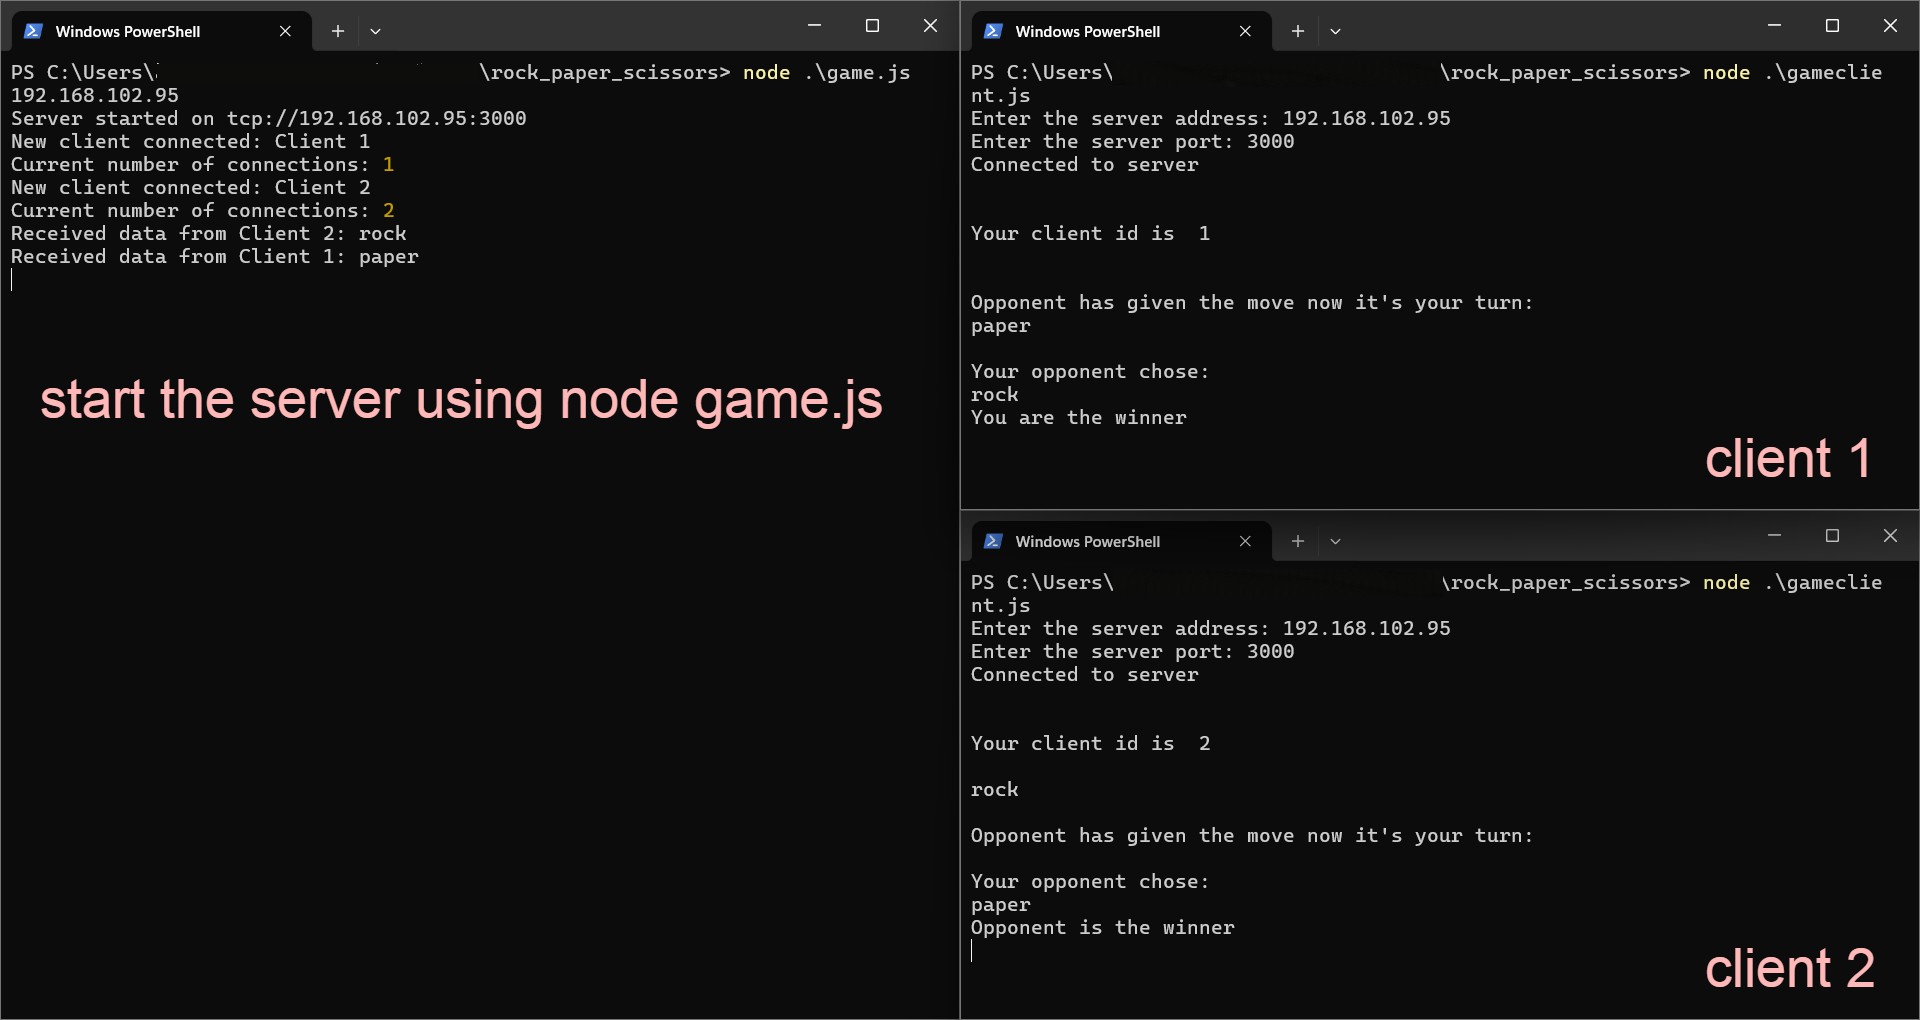 Windows PowerShell
PS C:\Users\ \rock_paper_scissors> node .\game.js
192.168.102.95
Server started on tcp://192.168.102.95:3000
New client connected: Client 1
Current number of connections: 1
New client connected: Client 2
Current number of connections: 2
Received data from Client 2: rock
Received data from Client 1: paper
start the server using node game.js
Windows PowerShell
PS C:\Users\ \rock_paper_scissors> node .\gameclie
nt.js
Enter the server address: 192.168.102.95
Enter the server port: 3000
Connected to server
Your client id is  1
Opponent has given the move now it's your turn:
paper
Your opponent chose:
rock
You are the winner
client 1
Windows PowerShell
PS C:\Users\ \rock_paper_scissors> node .\gameclie
nt.js
Enter the server address: 192.168.102.95
Enter the server port: 3000
Connected to server
Your client id is  2
rock
Opponent has given the move now it's your turn:
Your opponent chose:
paper
Opponent is the winner
client 2